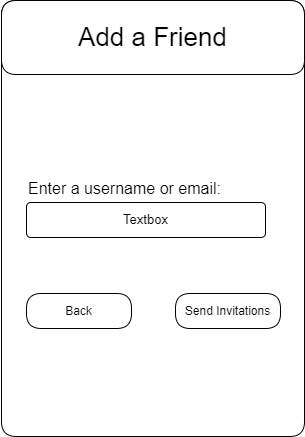 Add a Friend
Enter a username or email:
Textbox
Back
Send Invitations